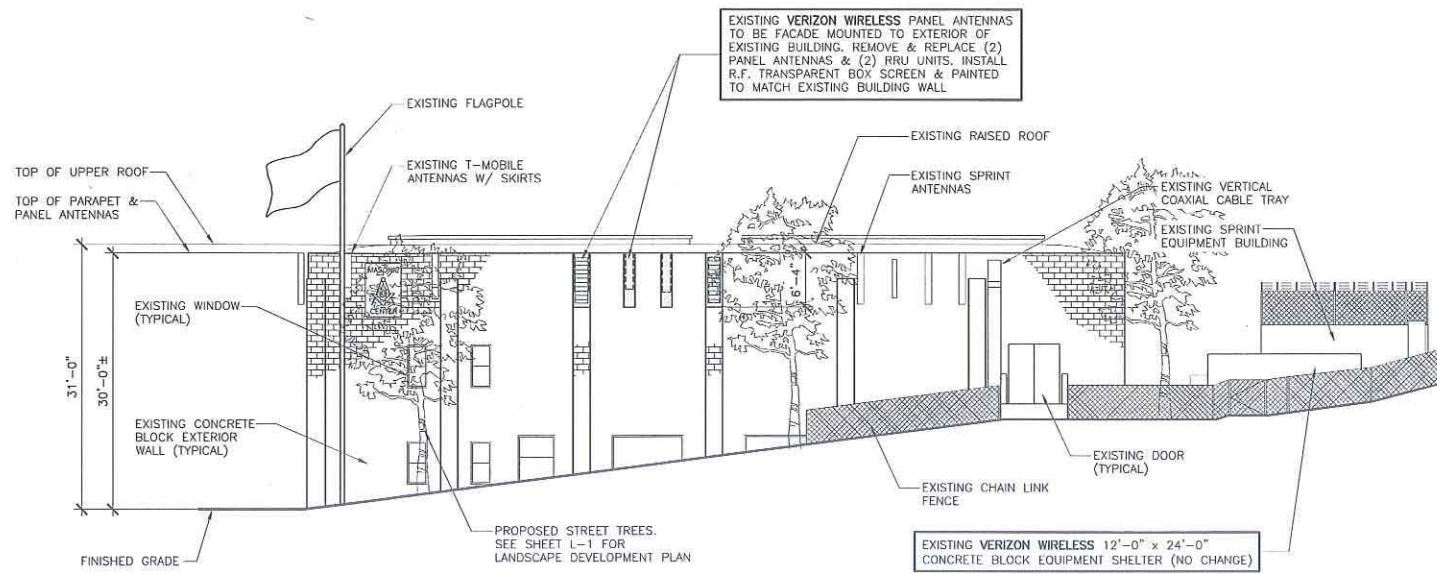 EXISTING VERIZON WIRELESS PANEL ANTENNAS
TO BE FACADE MOUNTED TO EXTERIOR OF
EXISTING BUILDING. REMOVE & REPLACE (2)
PANEL ANTENNAS & (2) RRU UNITS. INSTALL
R.F. TRANSPARENT BOX SCREEN & PAINTED
TO MATCH EXISTING BUILDING WALL
EXISTING FLAGPOLE
EXISTING RAISED ROOF
TOP OF UPPER ROOF
EXISTING T-MOBILE
ANTENNAS W/ SKIRTS
EXISTING SPRINT
ANTENNAS
EXISTING VERTICAL
COAXIAL CABLE TRAY
TOP OF PARAPET &
PANEL ANTENNAS
EXISTING SPRINT
EQUIPMENT BUILDING
MASONIC
CENTER
6'-4"
EXISTING WINDOW
(TYPICAL)
31'-0"
30'-0"±
EXISTING CONCRETE
BLOCK EXTERIOR
WALL (TYPICAL)
EXISTING DOOR
(TYPICAL)
EXISTING CHAIN LINK
FENCE
PROPOSED STREET TREES.
SEE SHEET L-1 FOR
LANDSCAPE DEVELOPMENT PLAN
FINISHED GRADE
EXISTING VERIZON WIRELESS 12'-0" x 24'-0"
CONCRETE BLOCK EQUIPMENT SHELTER (NO CHANGE)